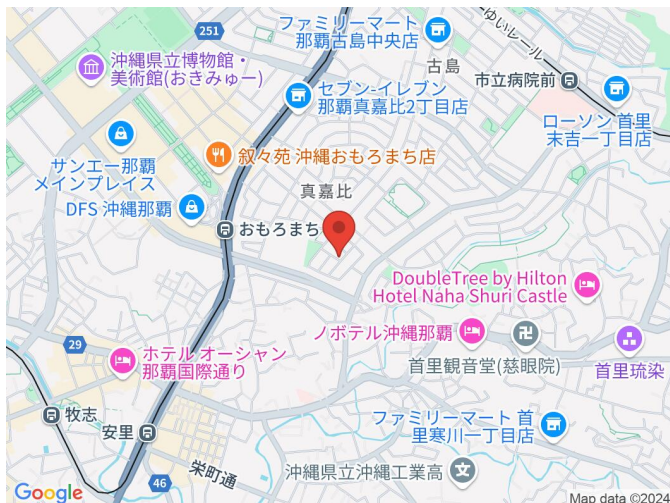 251
ファミリーマート
那覇古島中央店
ゆいレール
古島
沖縄県立博物館・
美術館(おきみゅー)
市立病院前
セブン-イレブン
那覇真嘉比2丁目店
ローソン 首里
末吉一丁目店
サンエー那覇
メインプレイス
叙々苑 沖縄おもろまち店
真嘉比
DFS 沖縄那覇
おもろまち
DoubleTree by Hilton
Hotel Naha Shuri Castle
29
ホテル オーシャン
那覇国際通り
ノボテル沖縄那覇
首里観音堂(慈眼院)
首里琉染
牧志
安里
ファミリーマート 首
里寒川一丁目店
栄町通
46
沖縄県立沖縄工業高
Google
Map data ©2024